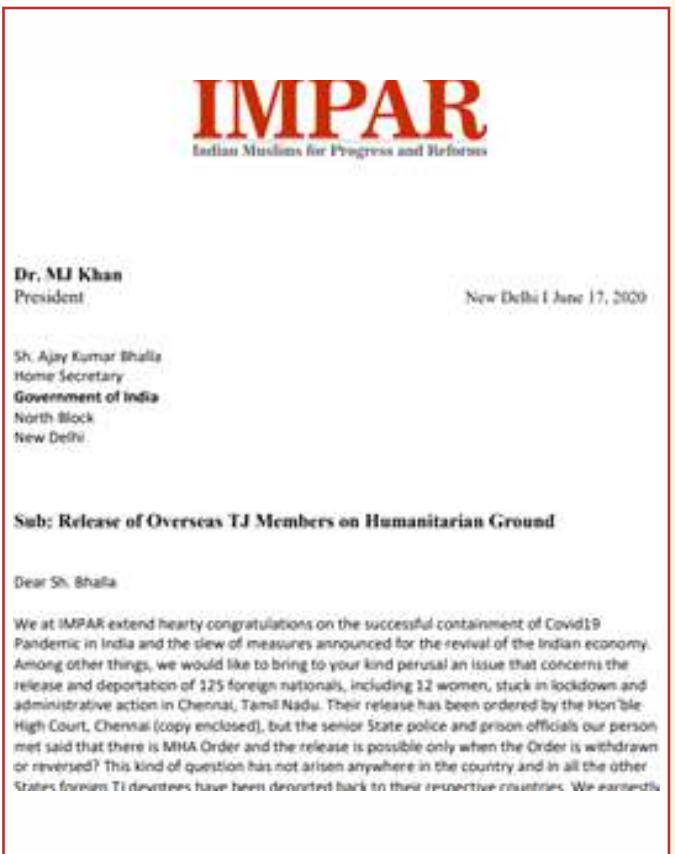 IMPAR
Indian Muslims for Progress and Reforms
Dr. MJ Khan
President
New Delhi I June 17, 2020
Sh. Ajay Kumar Bhalla
Home Secretary
Government of India
North Block
New Delhi
Sub: Release of Overseas TJ Members on Humanitarian Ground
Dear Sh. Bhalla
We at IMPAR extend hearty congratulations on the successful containment of Covid19
Pandemic in India and the slew of measures announced for the revival of the Indian economy.
Among other things, we would like to bring to your kind perusal an issue that concerns the
release and deportation of 125 foreign nationals, including 12 women, stuck in lockdown and
administrative action in Chennai, Tamil Nadu. Their release has been ordered by the Hon'ble
High Court, Chennai (copy enclosed), but the senior State police and prison officials our person
met said that there is MHA Order and the release is possible only when the Order is withdrawn
or reversed? This kind of question has not arisen anywhere in the country and in all the other
States foreign TJ devotees have been deported back to their respective countries. We earnestly